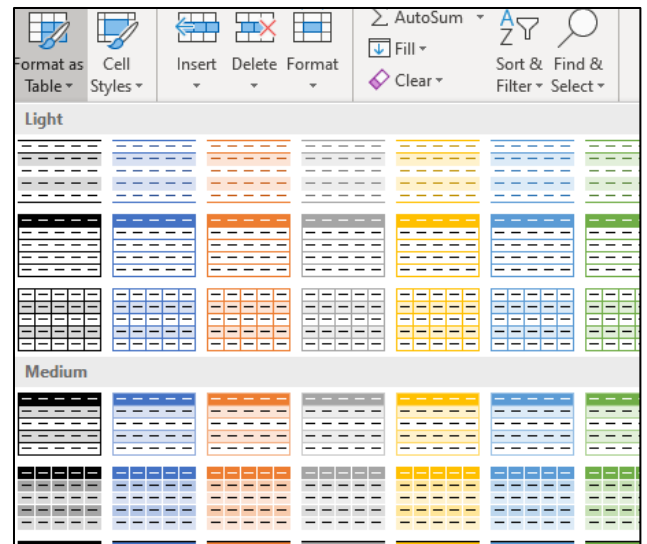 AutoSum
Format as
Table
Cell
Styles
Insert
Delete
Format
Fill
Clear
Sort &
Filter
Find &
Select
Light
Medium